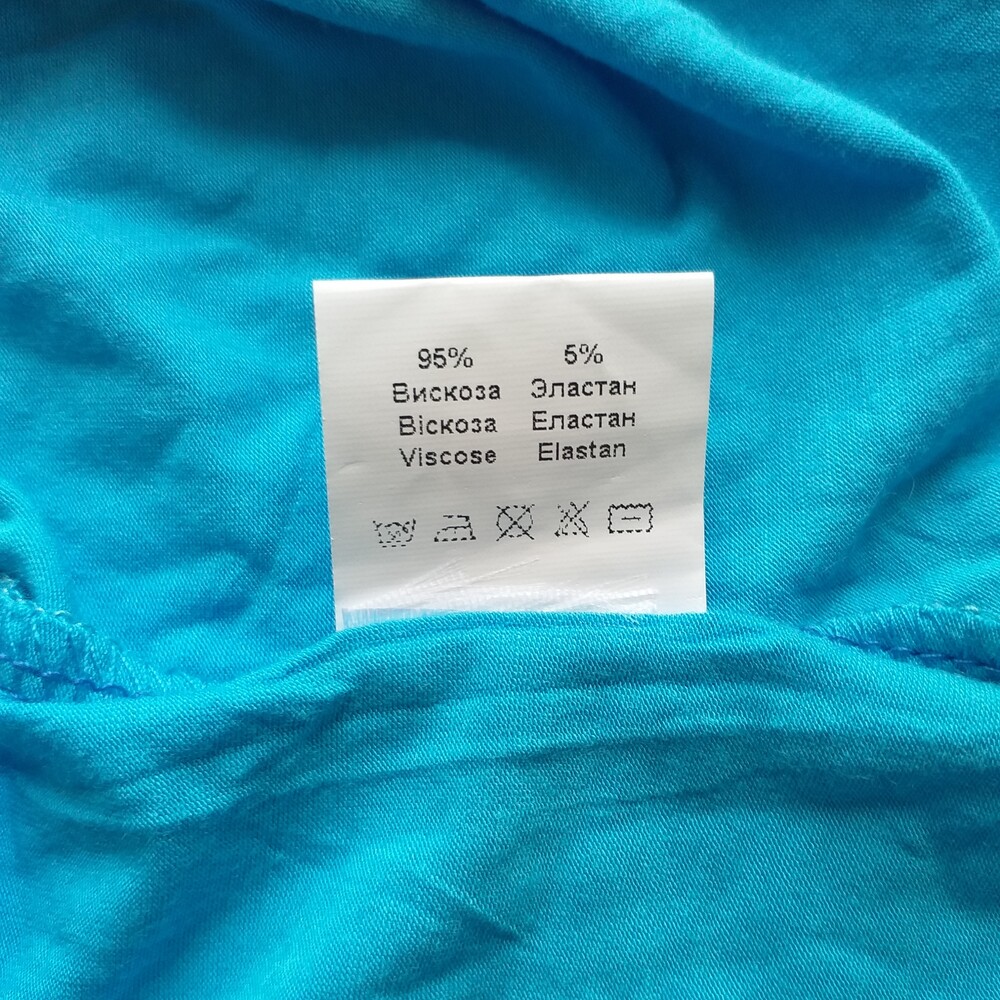 95% 5%
Вискоза Эластан
Віскоза Еластан
Viscose Elastan